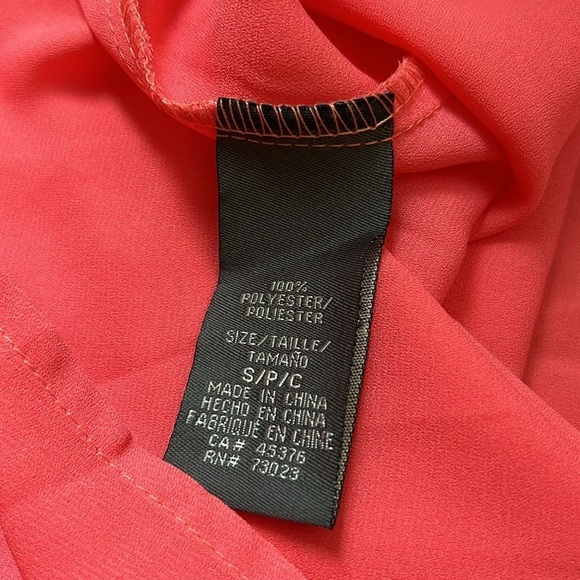 100%
POLYESTER/
POLIESTER
SIZE/TAILLE/
TAMAÑO
S/P/C
MADE IN CHINA
HECHO EN CHINA
FABRIQUÉ EN CHINE
CA# 45376
RN# 73023